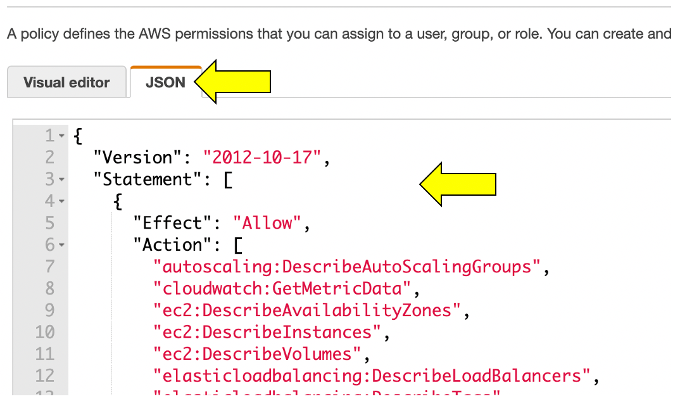 A policy defines the AWS permissions that you can assign to a user, group, or role. You can create and
Visual editor JSON
1 {
2 "Version": "2012-10-17",
3 "Statement": [
4 {
5 "Effect": "Allow",
6 "Action": [
7 "autoscaling:DescribeAutoScalingGroups",
8 "cloudwatch:GetMetricData",
9 "ec2:DescribeAvailabilityZones",
10 "ec2:DescribeInstances",
11 "ec2:DescribeVolumes",
12 "elasticloadbalancing:DescribeLoadBalancers",